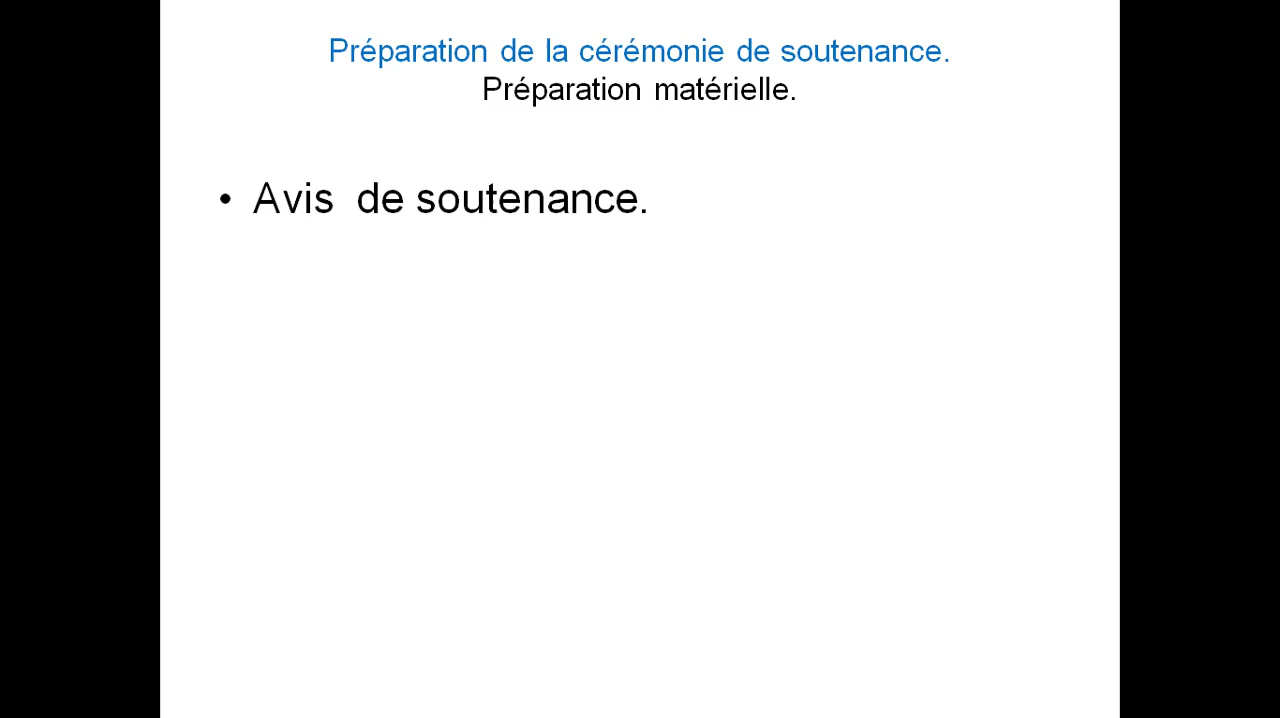 Préparation de la cérémonie de soutenance.
Préparation matérielle.
• Avis de soutenance.